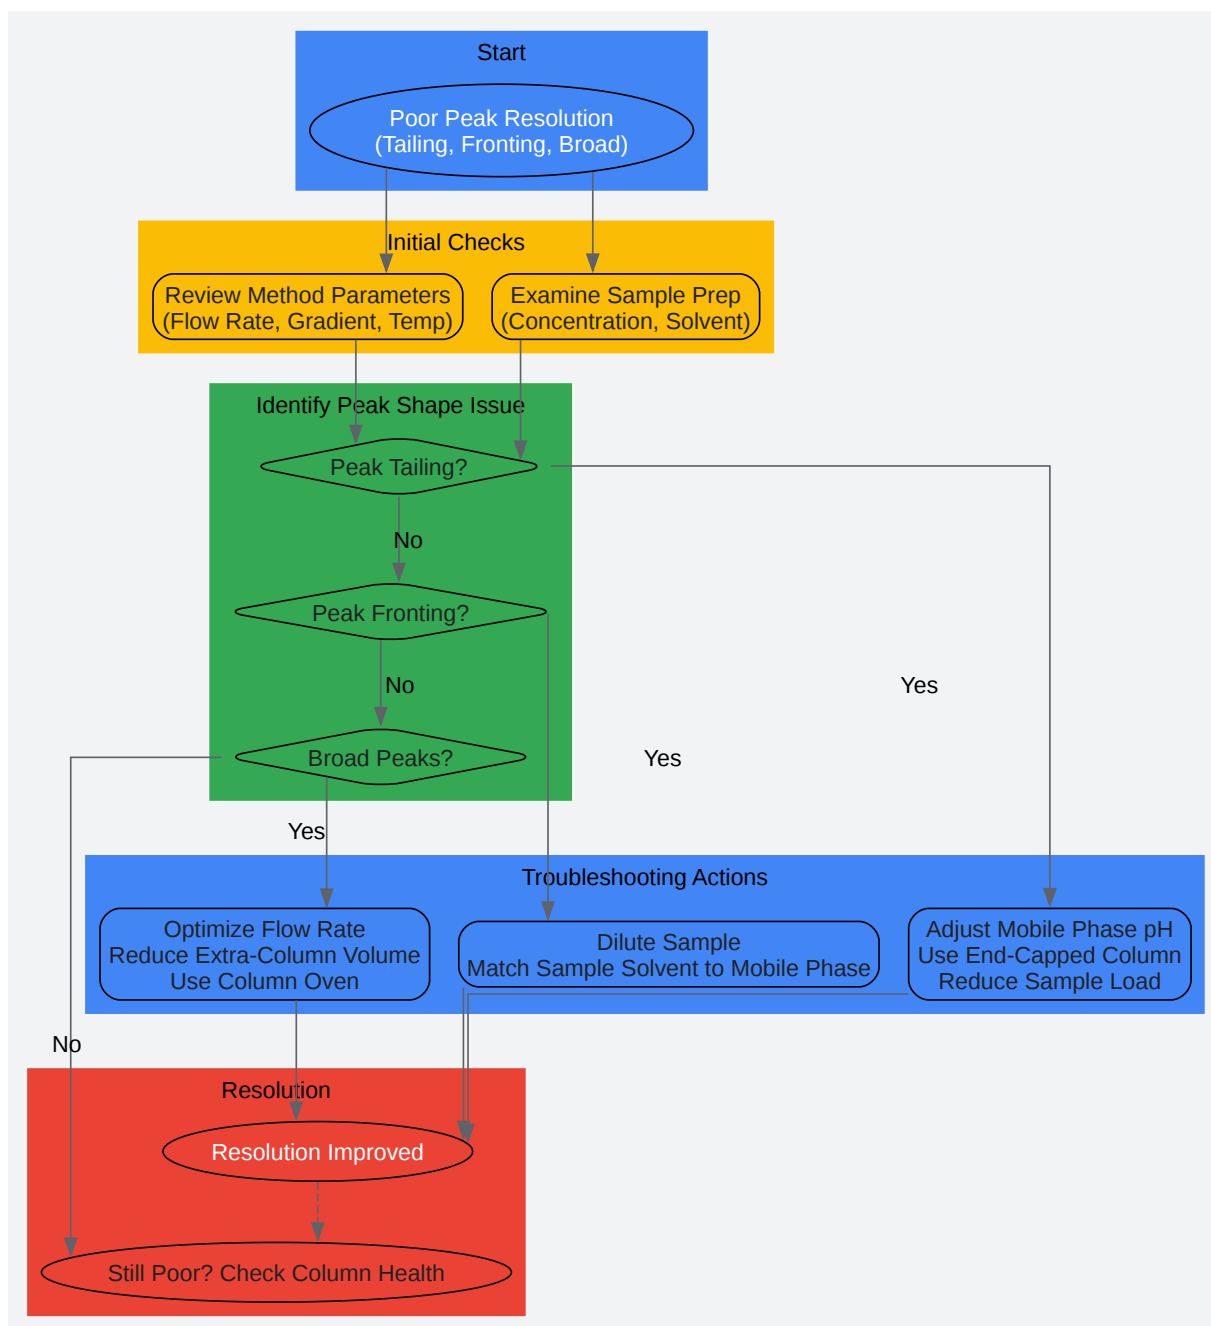 Start
Poor Peak Resolution
(Tailing, Fronting, Broad)
Initial Checks
Review Method Parameters
(Flow Rate, Gradient, Temp)
Examine Sample Prep
(Concentration, Solvent)
Identify Peak Shape Issue
Peak Tailing?
No
Peak Fronting?
No
Yes
Broad Peaks?
Yes
Yes
Troubleshooting Actions
Optimize Flow Rate
Reduce Extra-Column Volume
Use Column Oven
Dilute Sample
Match Sample Solvent to Mobile Phase
Adjust Mobile Phase pH
Use End-Capped Column
Reduce Sample Load
No
Resolution
Resolution Improved
Still Poor? Check Column Health